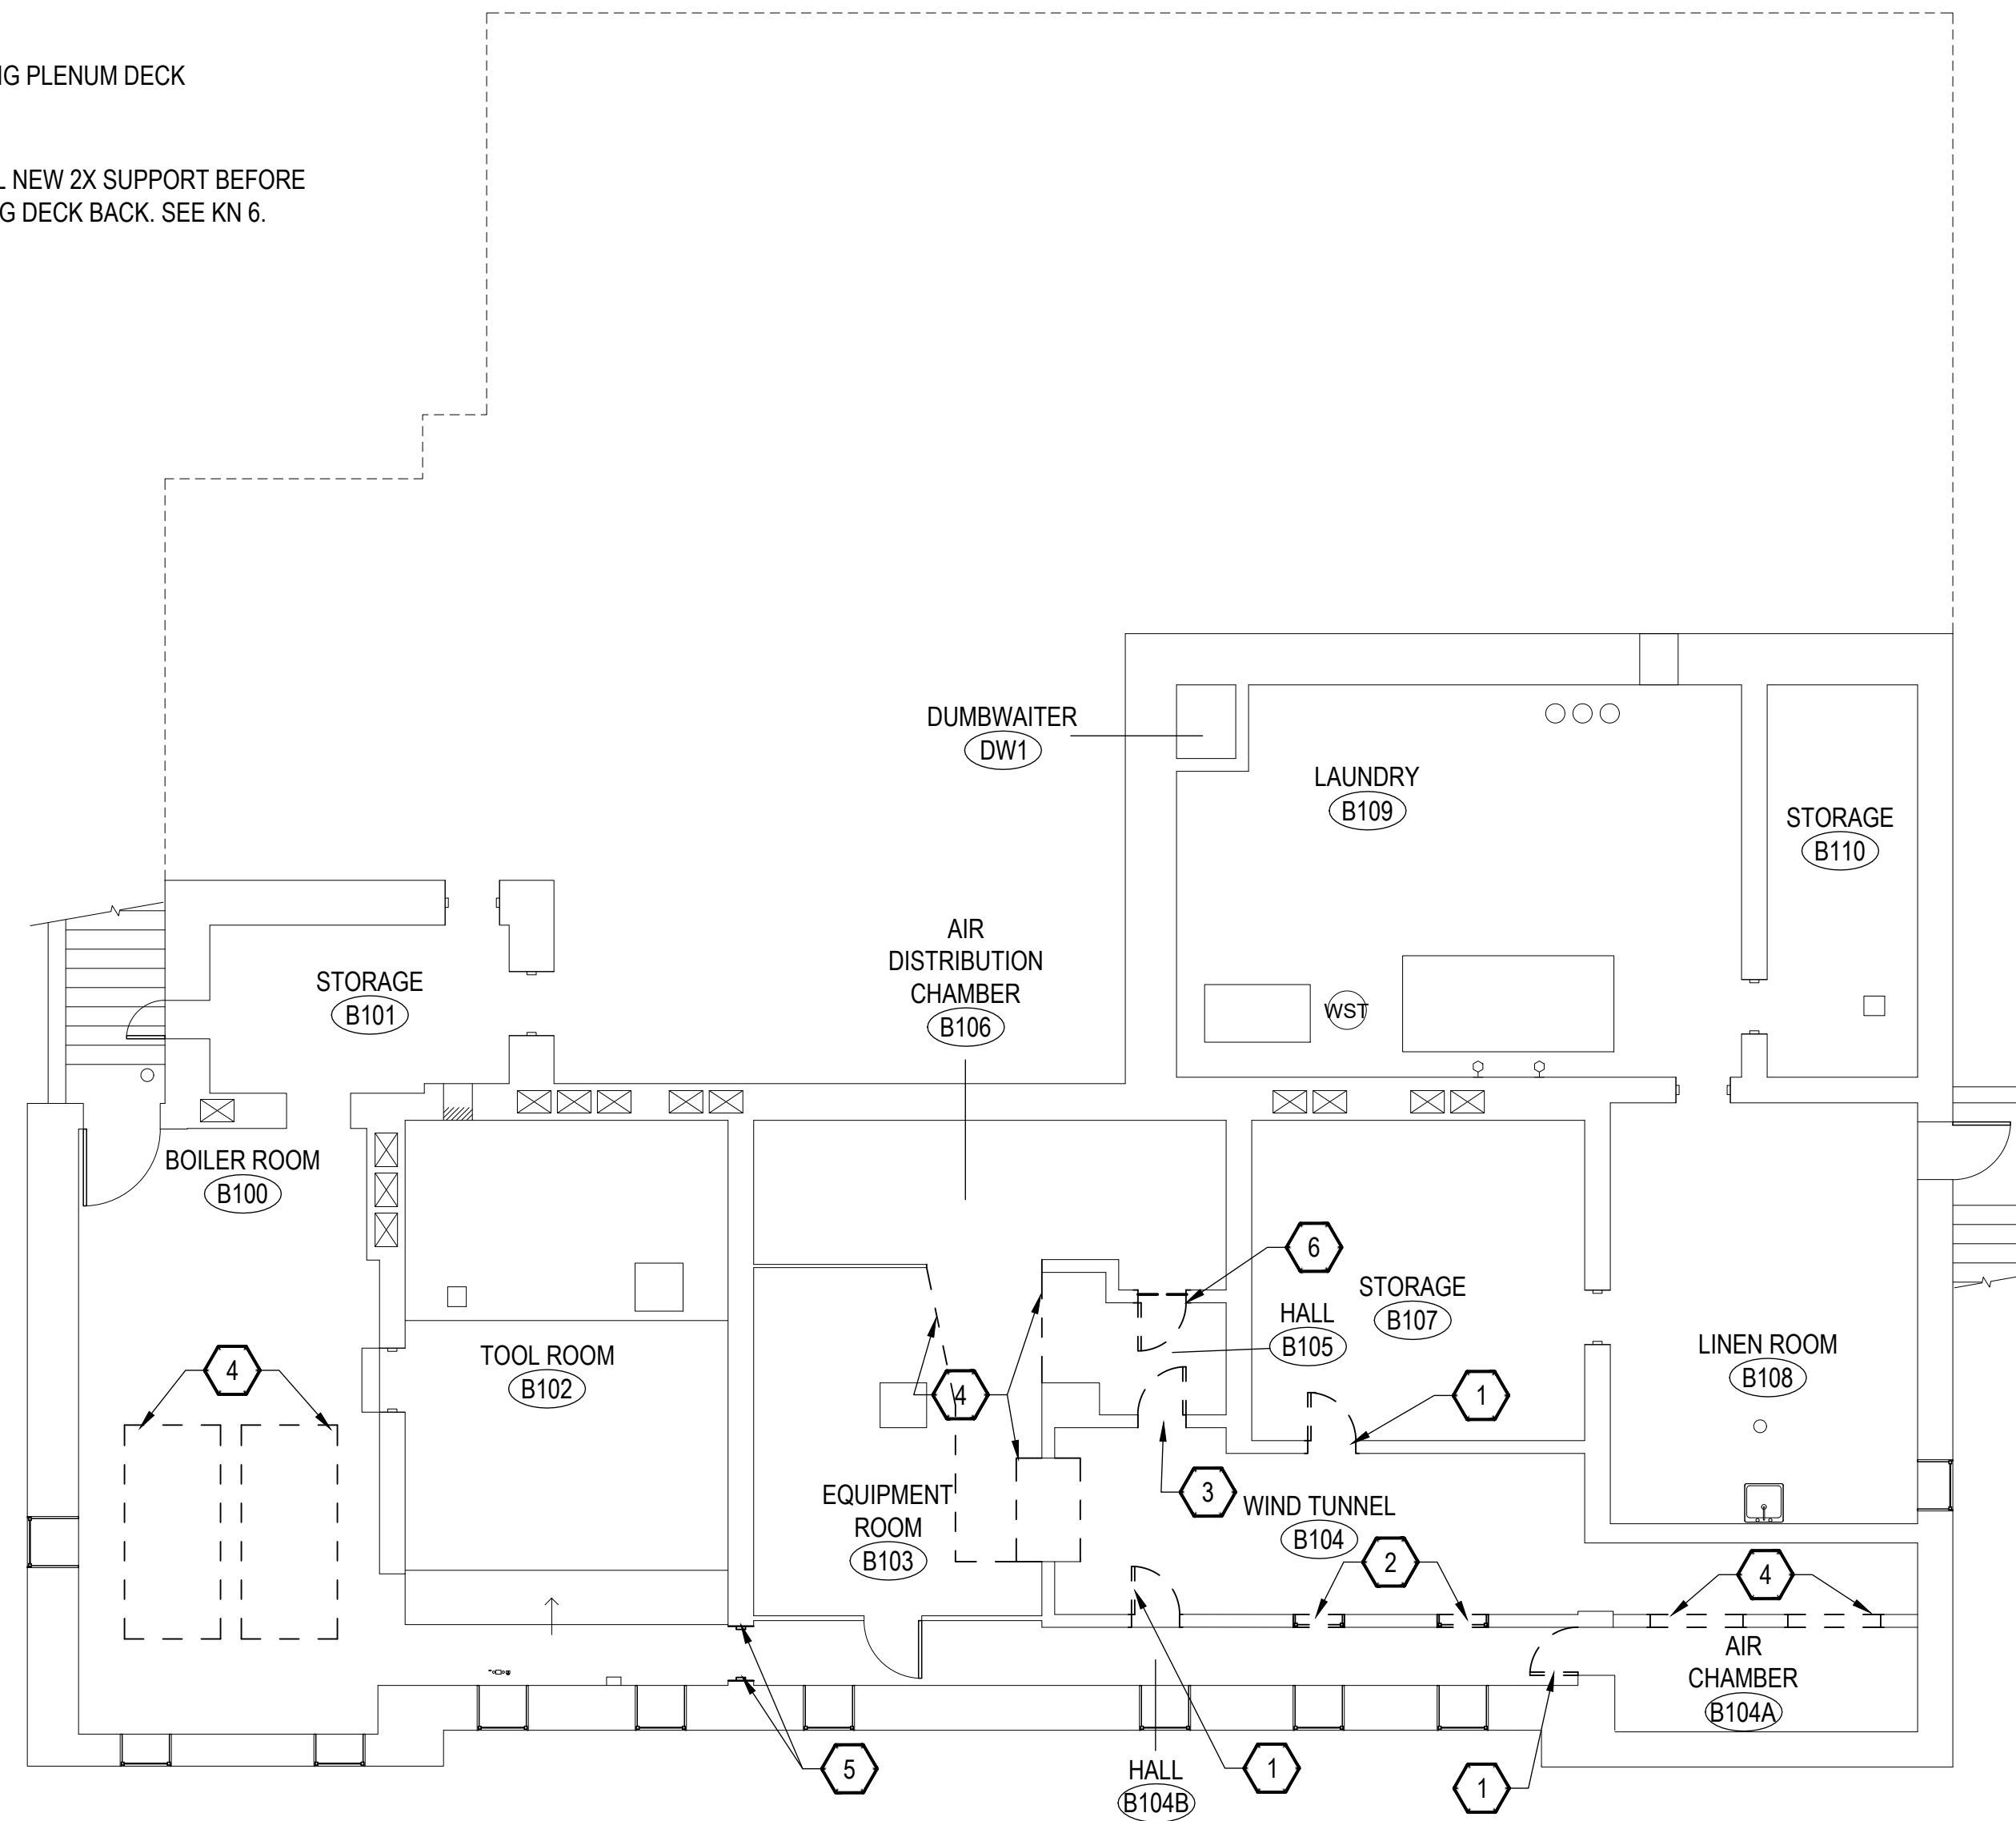 NG PLENUM DECK
L NEW 2X SUPPORT BEFORE
G DECK BACK. SEE KN 6.
DUMBWAITER
DW1
LAUNDRY
B109
STORAGE
B110
AIR
DISTRIBUTION
CHAMBER
B106
STORAGE
B101
WST
BOILER ROOM
B100
6
STORAGE
B107
HALL
B105
LINEN ROOM
B108
TOOL ROOM
B102
4
4
1
3
EQUIPMENT
ROOM
B103
WIND TUNNEL
B104
2
4
AIR
CHAMBER
B104A
5
HALL
B104B
1
1